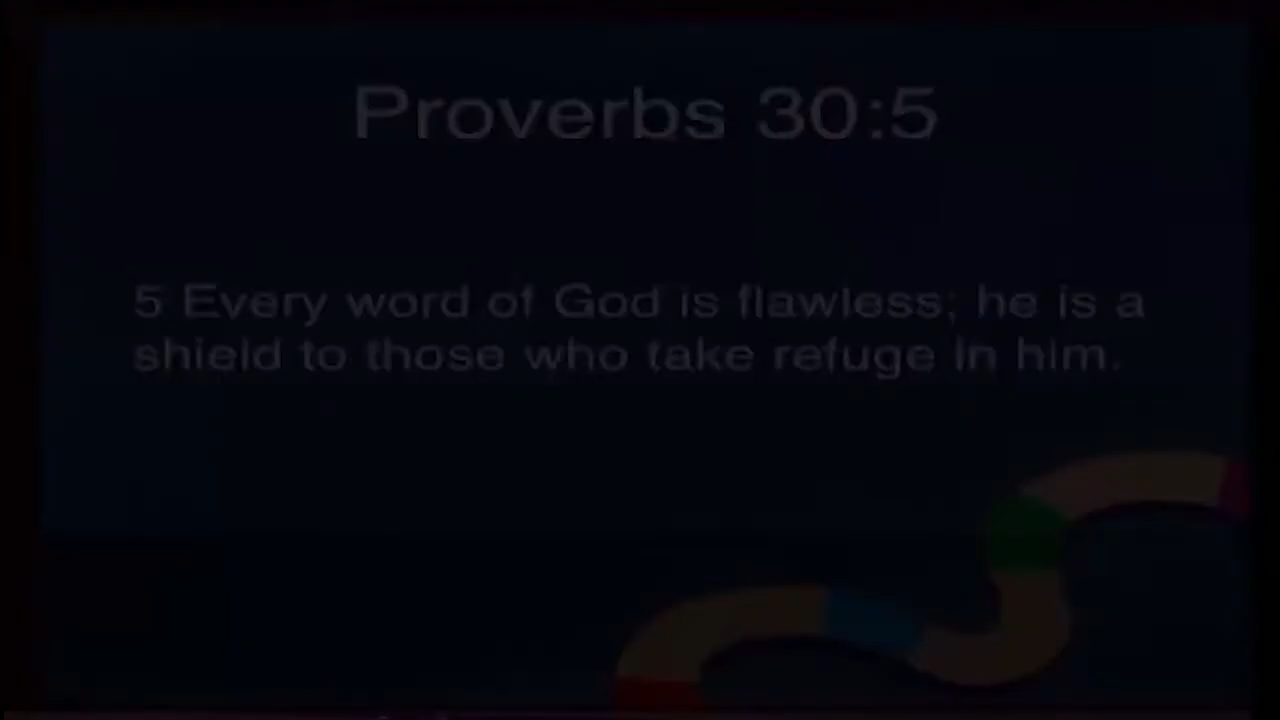 Proverbs 30:5
5 Every word of God is flawless; he is a
shield to those who take refuge in him.